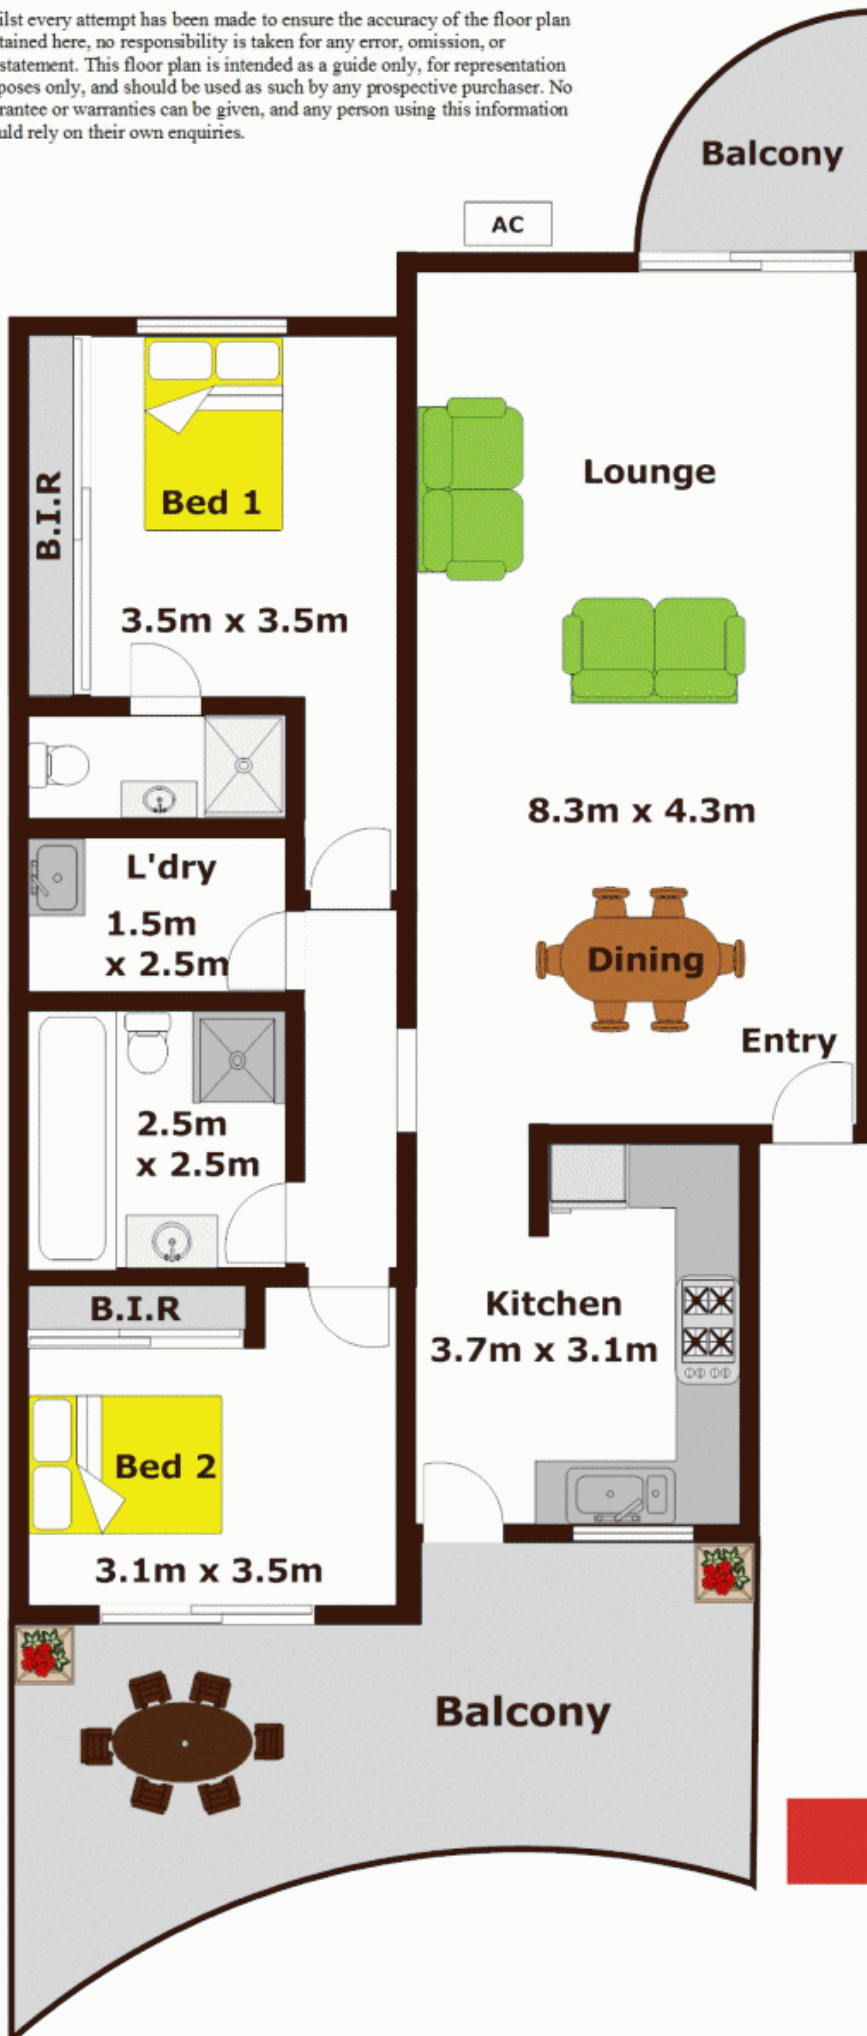 ilst every attempt has been made to ensure the accuracy of the floor plan
tained here, no responsibility is taken for any error, omission, or
statement. This floor plan is intended as a guide only, for representation
poses only, and should be used as such by any prospective purchaser. No
rantee or warranties can be given, and any person using this information
uld rely on their own enquiries.
Balcony
AC
B.I.R
Bed 1
3.5m x 3.5m
Lounge
8.3m x 4.3m
L'dry
1.5m
x 2.5m
Dining
Entry
2.5m
x 2.5m
B.I.R
Kitchen
3.7m x 3.1m
Bed 2
3.1m x 3.5m
Balcony